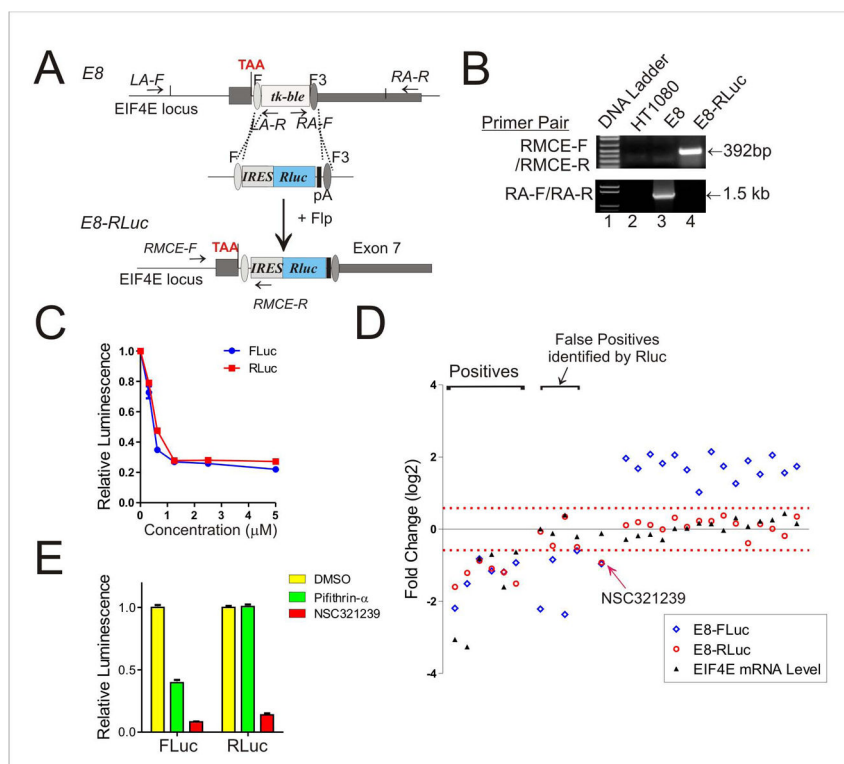 A
E8
TAA
LA-F
F
F3
RA-R
tk-ble
EIF4E locus
LA-R
RA-F
F
F3
IRES
Rluc
pA
+ Flp
E8-RLuc
RMCE-F
TAA
Exon 7
IRES
Rluc
EIF4E locus
RMCE-R
B
DNA Ladder
HT1080
E8
E8-RLuc
Primer Pair
RMCE-F
/RMCE-R
←392bp
RA-F/RA-R
←1.5 kb
1 2 3 4
C
FLuc
RLuc
Relative Luminescence
1.0
0.8
0.6
0.4
0.2
0.0
0 1 2 3 4 5
Concentration (μM)
D
False Positives
identified by Rluc
Positives
Fold Change (log2)
4
2
0
-2
-4
NSC321239
E8-FLuc
E8-RLuc
EIF4E mRNA Level
E
DMSO
Pifithrin-α
NSC321239
Relative Luminescence
1.0
0.5
0.0
FLuc
RLuc